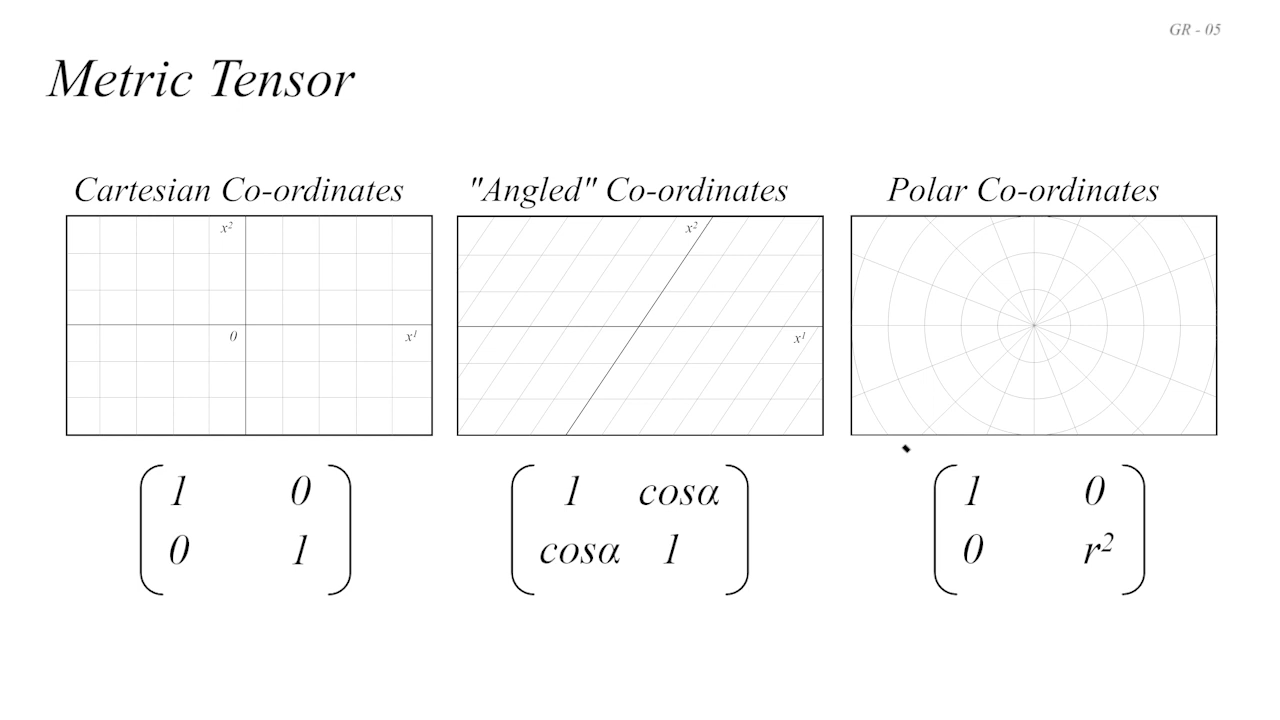 GR - 05
Metric Tensor
Cartesian Co-ordinates
"Angled" Co-ordinates
Polar Co-ordinates
x²
0
x¹
x²
x¹
1 0
0 1
1 cosα
cosα 1
1 0
0 r²